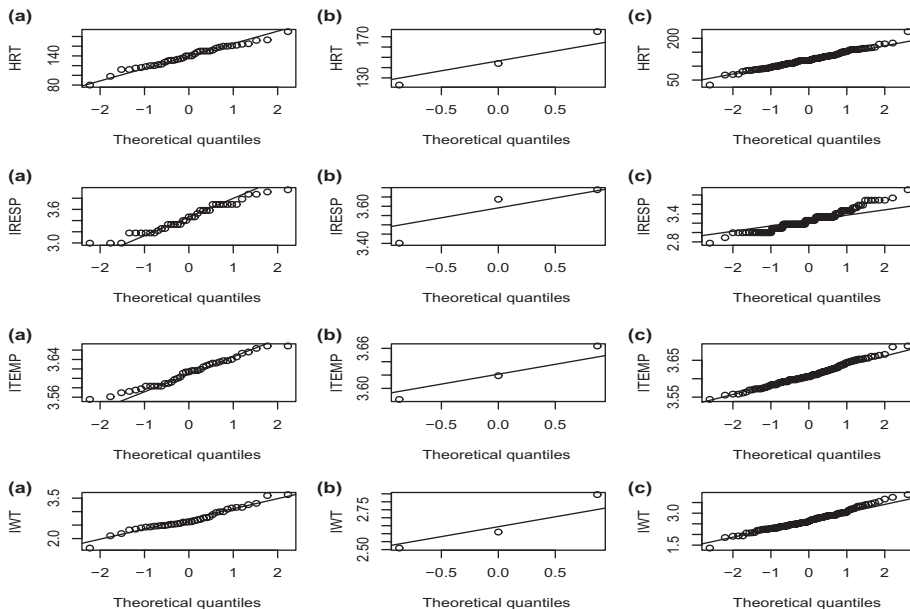 (a) (b) (c)
HRT 80 140
−2 −1 0 1 2
Theoretical quantiles
HRT 130 170
−0.5 0.0 0.5
Theoretical quantiles
HRT 50 200
−2 −1 0 1 2
Theoretical quantiles
(a) (b) (c)
IRESP 3.0 3.6
−2 −1 0 1 2
Theoretical quantiles
IRESP 3.40 3.60
−0.5 0.0 0.5
Theoretical quantiles
IRESP 2.8 3.4
−2 −1 0 1 2
Theoretical quantiles
(a) (b) (c)
ITEMP 3.56 3.64
−2 −1 0 1 2
Theoretical quantiles
ITEMP 3.60 3.66
−0.5 0.0 0.5
Theoretical quantiles
ITEMP 3.55 3.65
−2 −1 0 1 2
Theoretical quantiles
(a) (b) (c)
IWT 2.0 3.5
−2 −1 0 1 2
Theoretical quantiles
IWT 2.50 2.75
−0.5 0.0 0.5
Theoretical quantiles
IWT 1.5 3.0
−2 −1 0 1 2
Theoretical quantiles